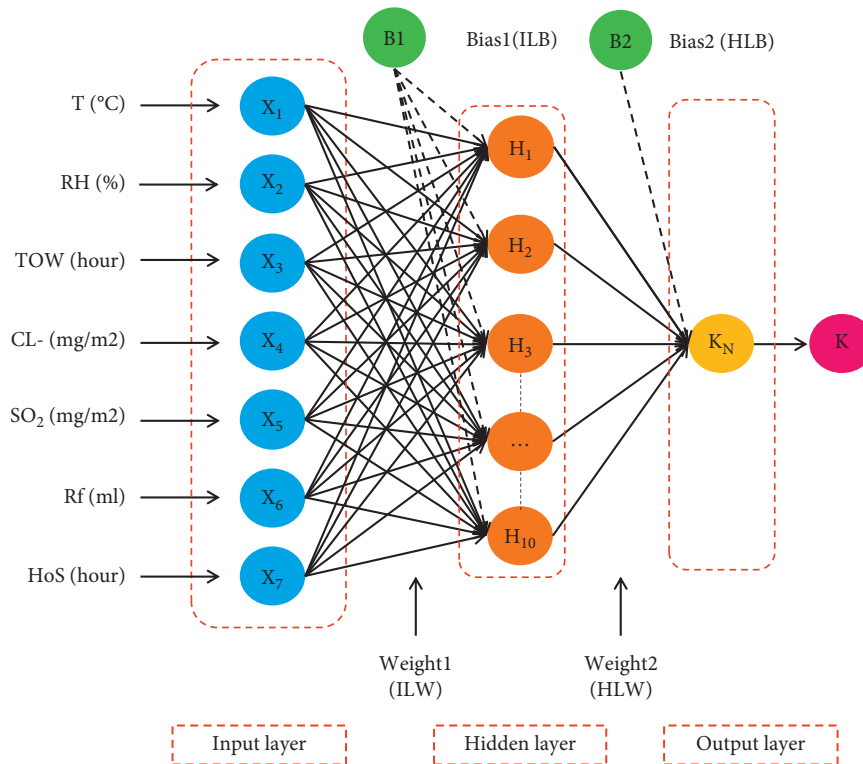 B1
Bias1(ILB)
B2
Bias2 (HLB)
T (°C)
X₁
H₁
RH (%)
X₂
H₂
TOW (hour)
X₃
CL- (mg/m2)
X₄
H₃
K_N
K
SO₂ (mg/m2)
X₅
...
Rf (ml)
X₆
H₁₀
HoS (hour)
X₇
Weight1
(ILW)
Weight2
(HLW)
Input layer
Hidden layer
Output layer